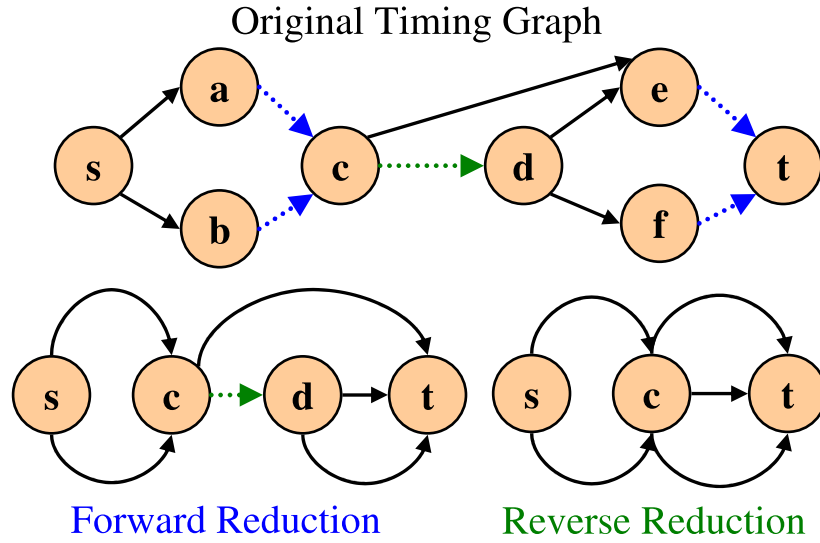 Original Timing Graph
a e
s c d t
b f
s c d t s c t
Forward Reduction Reverse Reduction